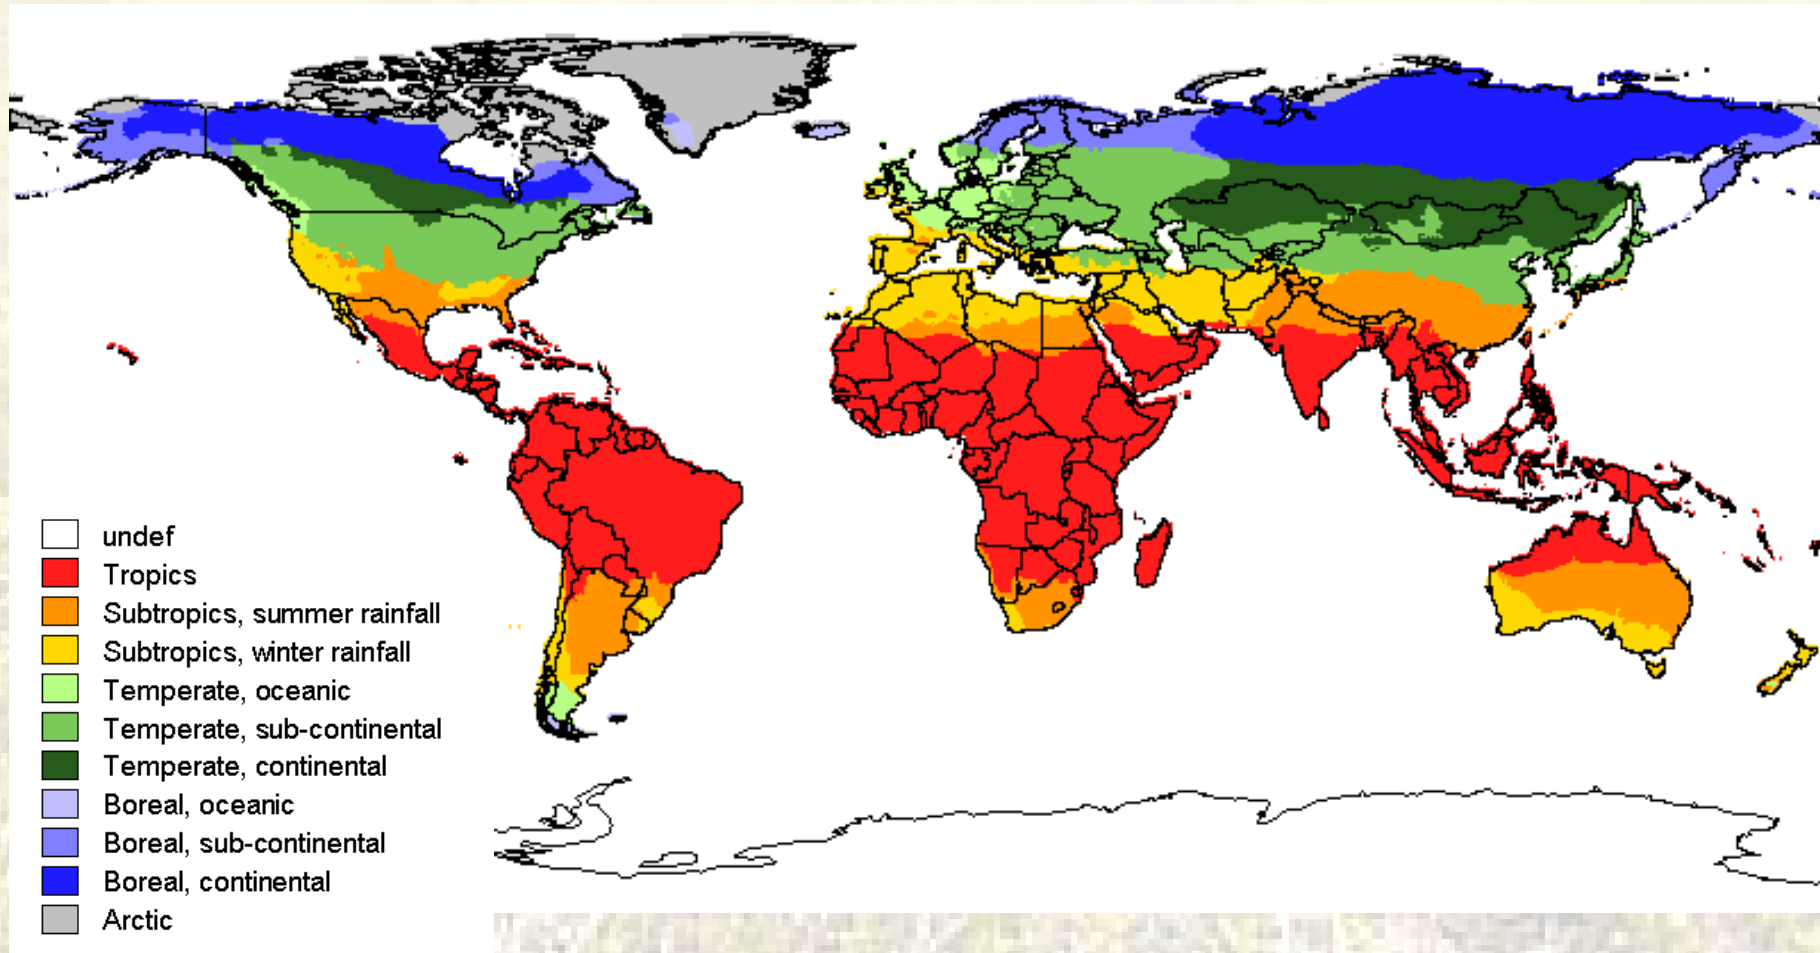 undef
Tropics
Subtropics, summer rainfall
Subtropics, winter rainfall
Temperate, oceanic
Temperate, sub-continental
Temperate, continental
Boreal, oceanic
Boreal, sub-continental
Boreal, continental
Arctic